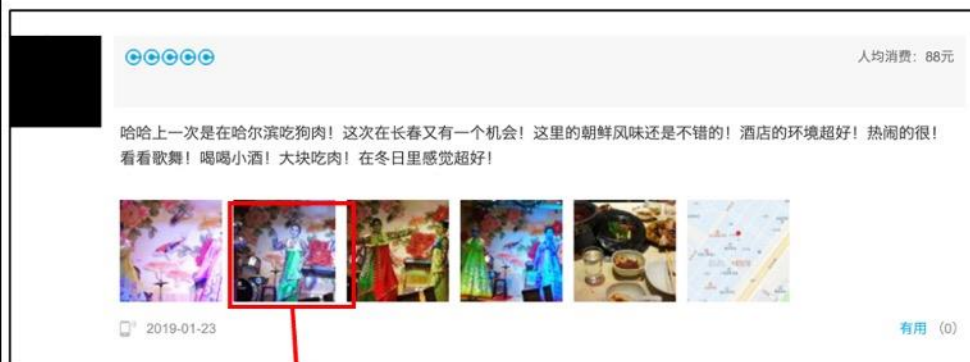 人均消费：88元
哈哈上一次是在哈尔滨吃狗肉！这次在长春又有一个机会！这里的朝鲜风味还是不错的！酒店的环境超好！热闹的很！
看看歌舞！喝喝小酒！大块吃肉！在冬日里感觉超好！
2019-01-23
有用 （0）